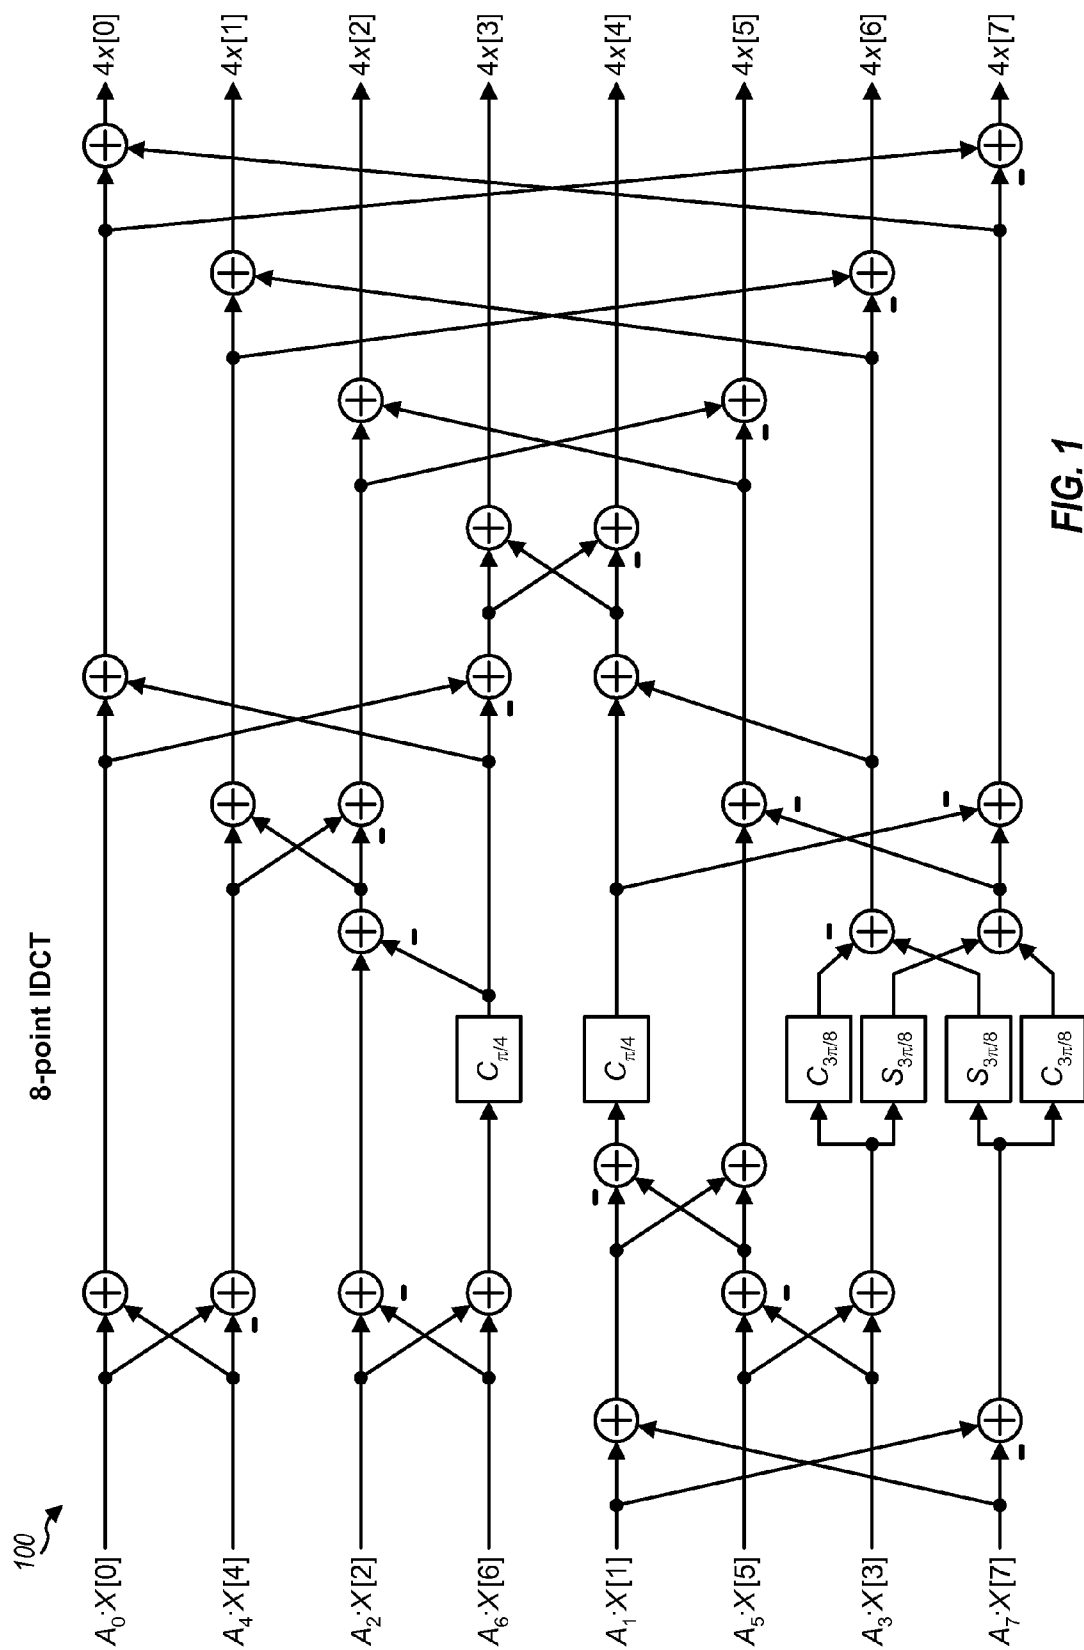 8-point IDCT
100
A₀·X[0]
4x[0]
A₄·X[4]
4x[1]
A₂·X[2]
4x[2]
A₆·X[6]
Cπ/4
4x[3]
A₁·X[1]
Cπ/4
4x[4]
A₅·X[5]
4x[5]
A₃·X[3]
C3π/8
S3π/8
4x[6]
A₇·X[7]
S3π/8
C3π/8
4x[7]
FIG. 1